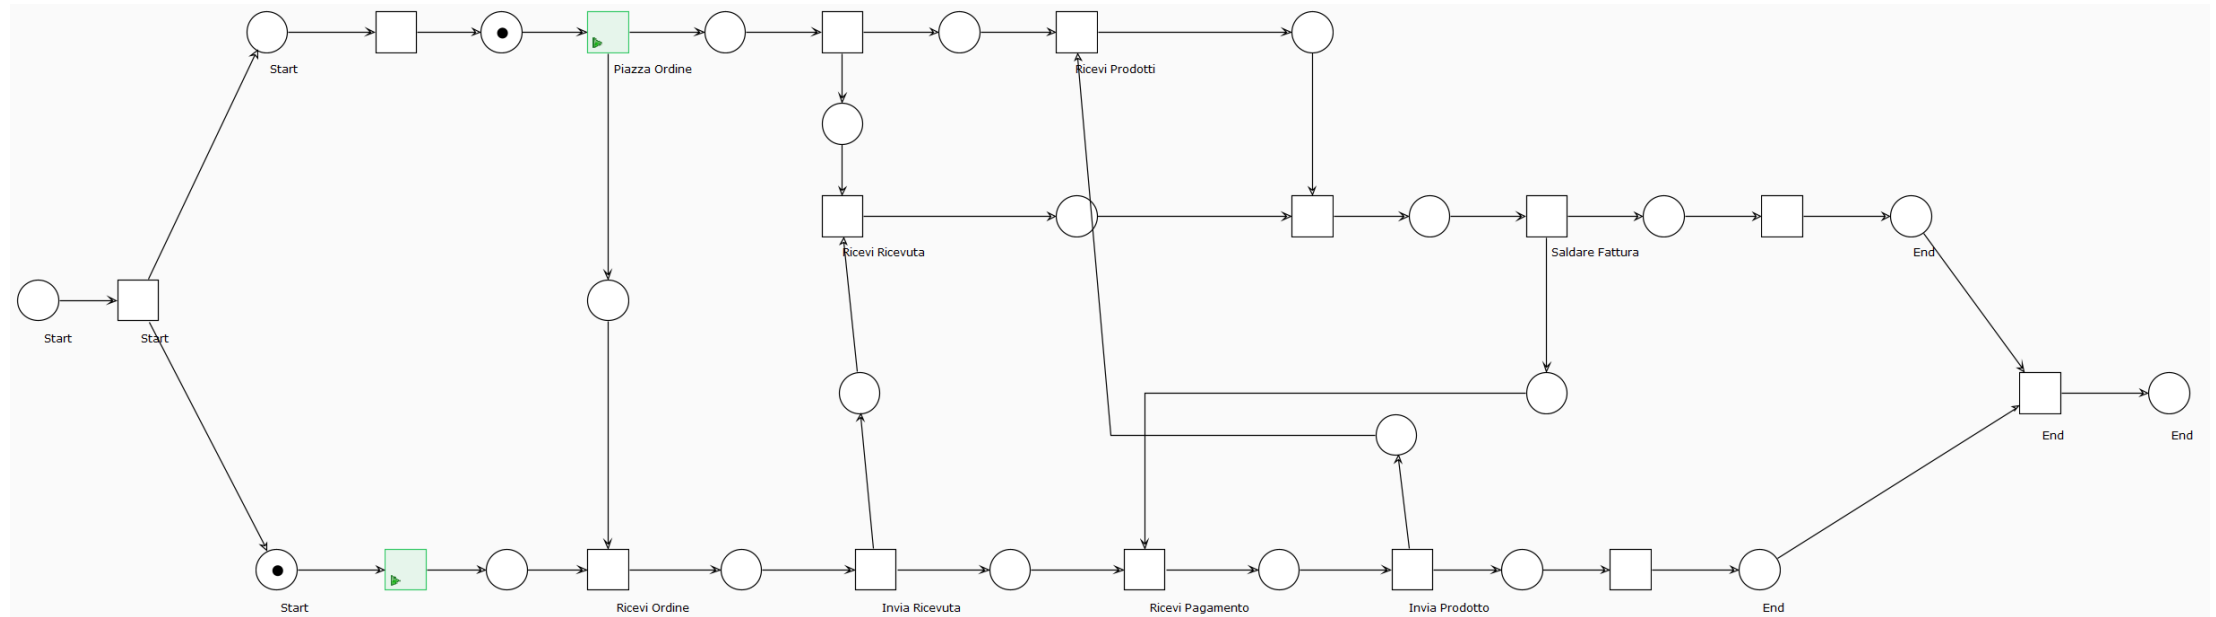 Start
Piazza Ordine
Ricevi Prodotti
Ricevi Ricevuta
Saldare Fattura
End
Start
Start
End
End
Start
Ricevi Ordine
Invia Ricevuta
Ricevi Pagamento
Invia Prodotto
End